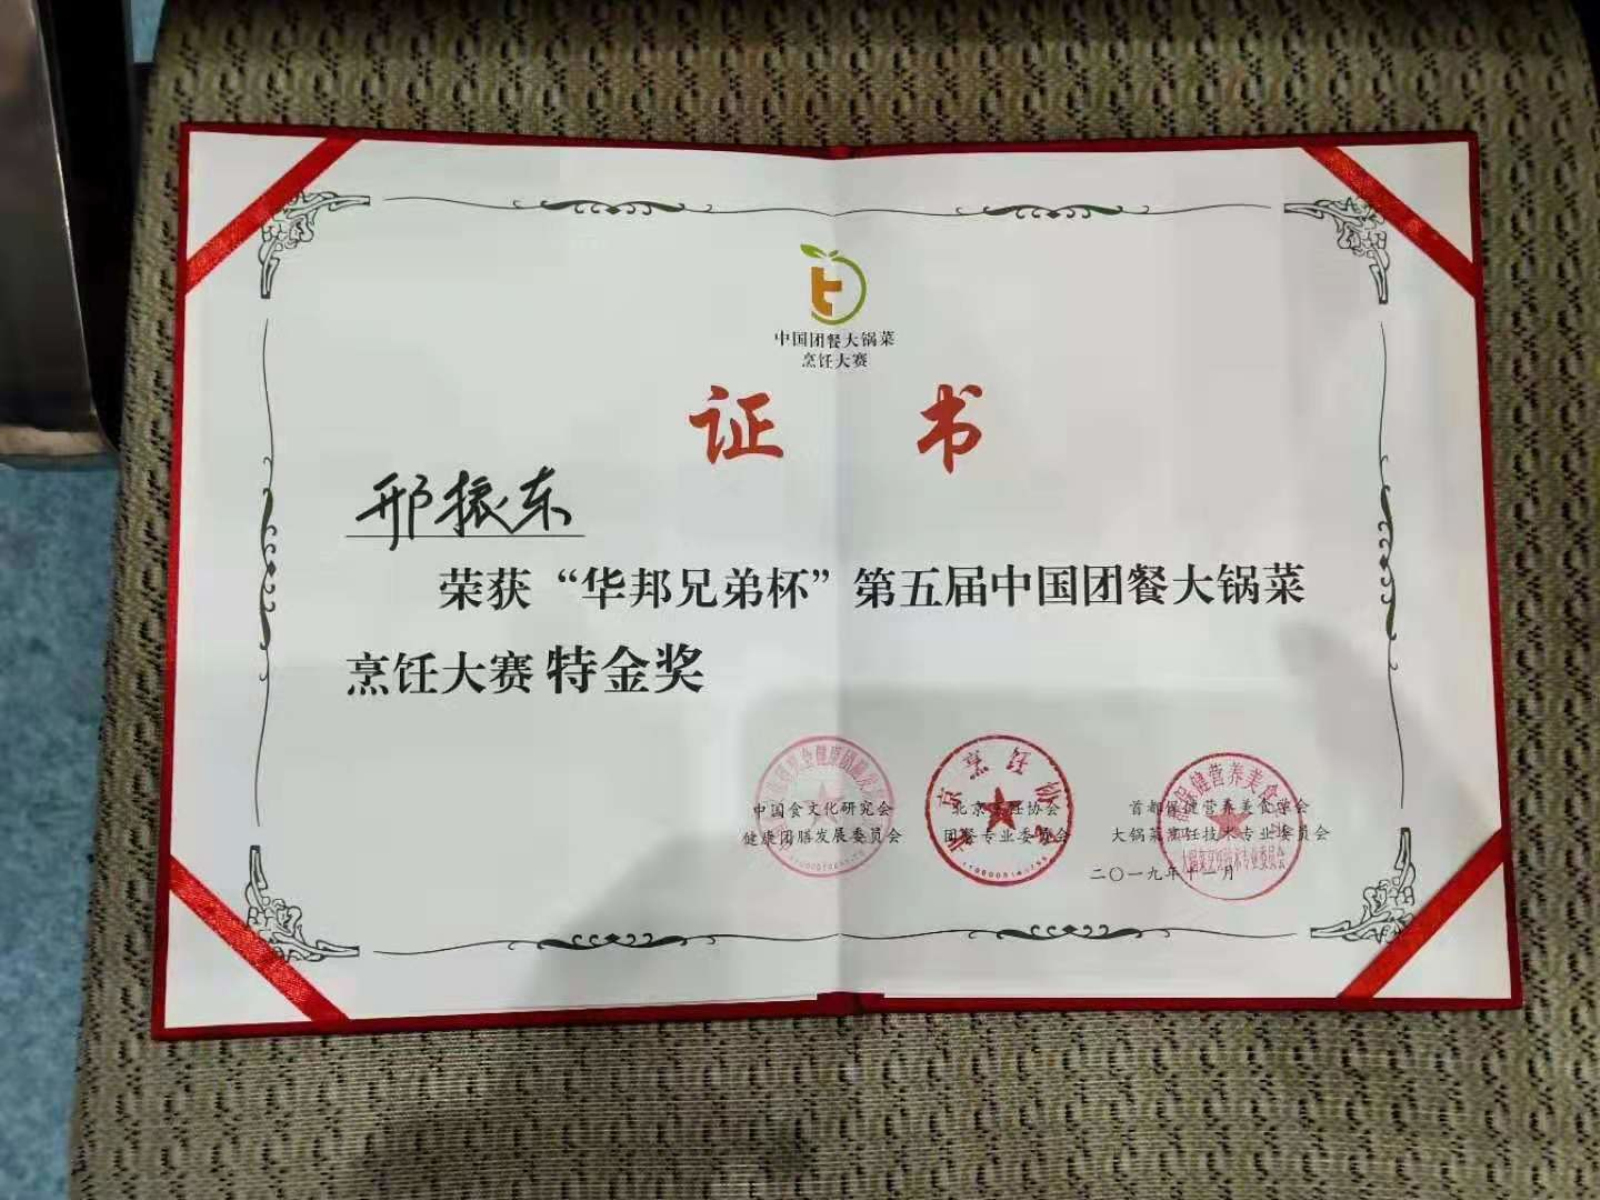 中国团餐大锅菜
烹饪大赛
证 书
邢振东
荣获“华邦兄弟杯”第五届中国团餐大锅菜
烹饪大赛 特金奖
中国食文化研究会
健康团膳发展委员会
北京烹饪协会
团餐专业委员会
首都保健营养美食学会
大锅菜烹饪技术专业委员会
二〇一九年十一月